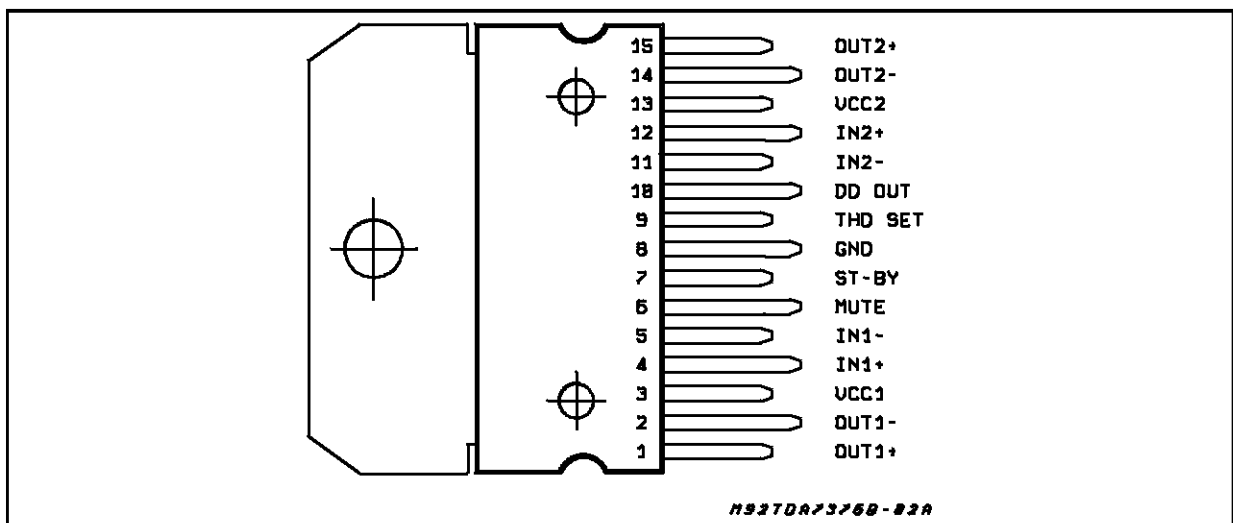 15 OUT2+
14 OUT2-
13 VCC2
12 IN2+
11 IN2-
10 DD OUT
9 THD SET
8 GND
7 ST-BY
6 MUTE
5 IN1-
4 IN1+
3 VCC1
2 OUT1-
1 OUT1+
M92TDA7376B-02A